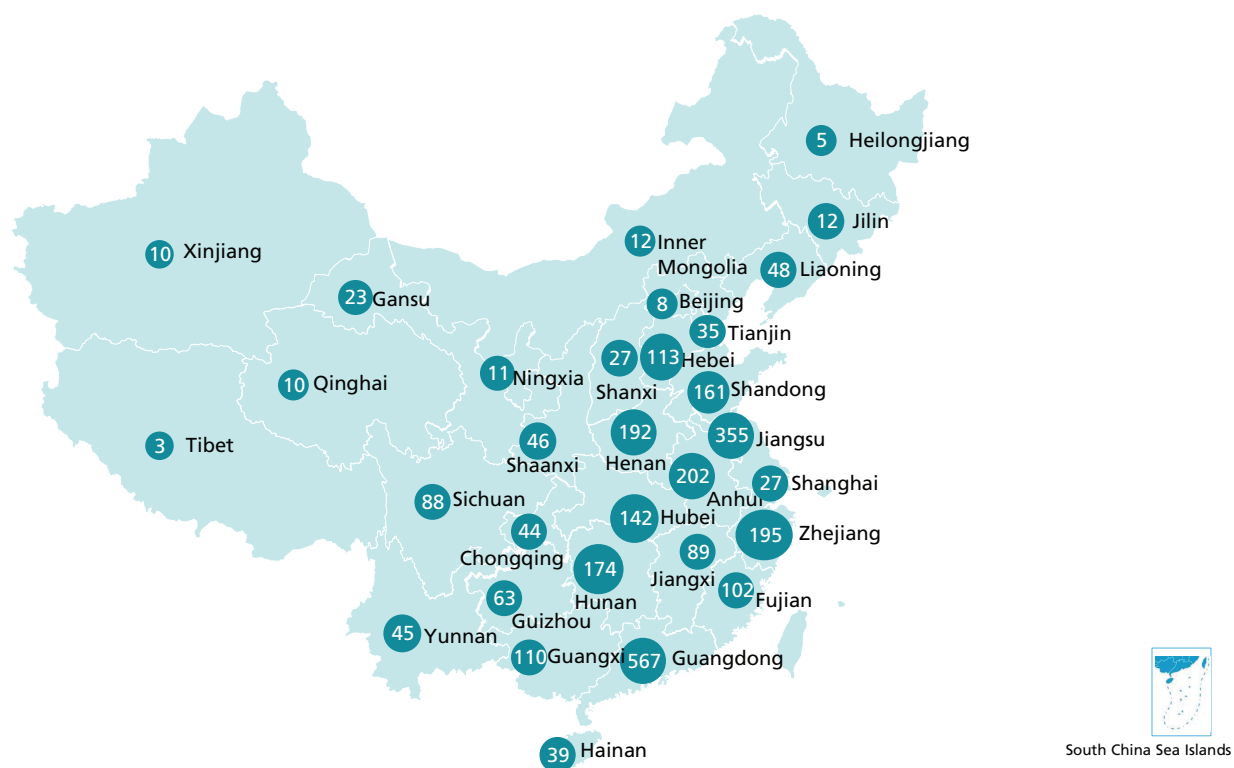 5 Heilongjiang
12 Jilin
12 Inner
Mongolia
48 Liaoning
10 Xinjiang
23 Gansu
8 Beijing
35 Tianjin
27
Shanxi
113 Hebei
11 Ningxia
10 Qinghai
161 Shandong
3 Tibet
46
Shaanxi
192
Henan
355 Jiangsu
202
Anhui
27 Shanghai
88 Sichuan
142 Hubei
195 Zhejiang
44
Chongqing
89
Jiangxi
174
Hunan
102 Fujian
63
Guizhou
45 Yunnan
110 Guangxi
567 Guangdong
39 Hainan
South China Sea Islands